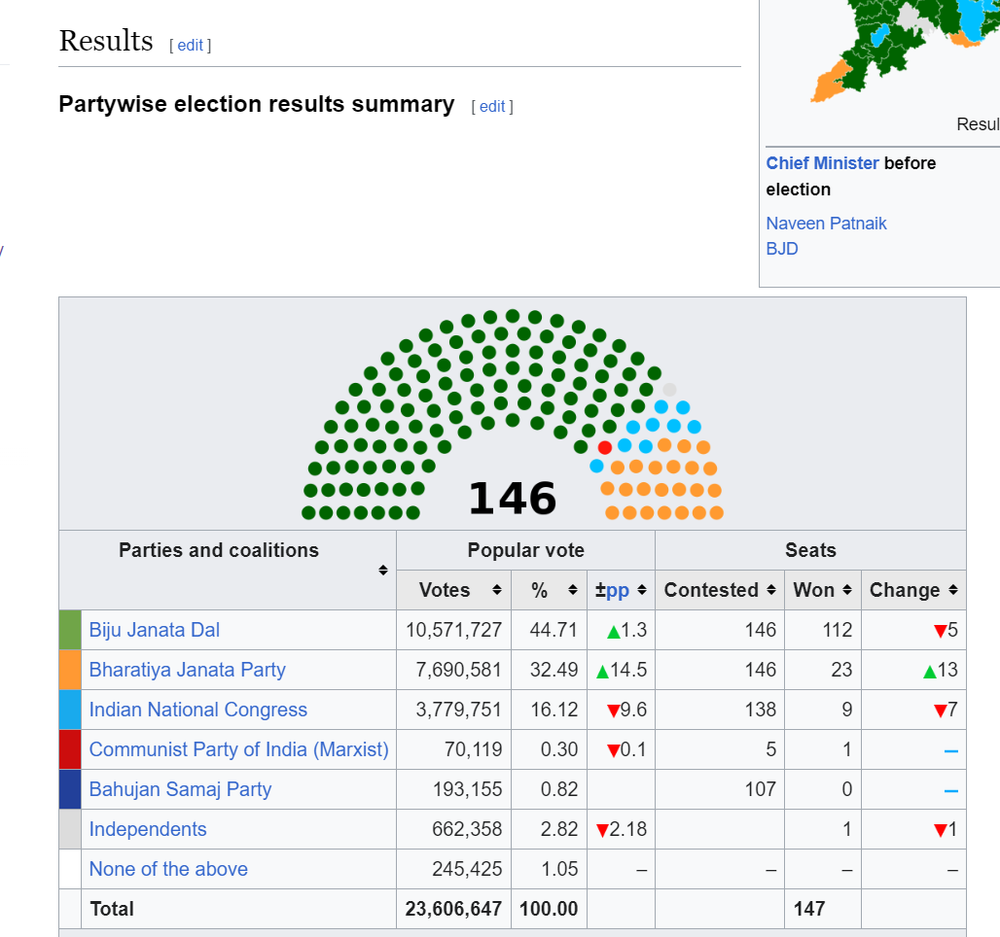 Results [ edit ]
Partywise election results summary [ edit ]
Resul
Chief Minister before
election
Naveen Patnaik
BJD
146
Parties and coalitions Popular vote Seats
Votes % ±pp Contested Won Change
Biju Janata Dal 10,571,727 44.71 ▲1.3 146 112 ▼5
Bharatiya Janata Party 7,690,581 32.49 ▲14.5 146 23 ▲13
Indian National Congress 3,779,751 16.12 ▼9.6 138 9 ▼7
Communist Party of India (Marxist) 70,119 0.30 ▼0.1 5 1 –
Bahujan Samaj Party 193,155 0.82 107 0 –
Independents 662,358 2.82 ▼2.18 1 ▼1
None of the above 245,425 1.05 – – – –
Total 23,606,647 100.00 147